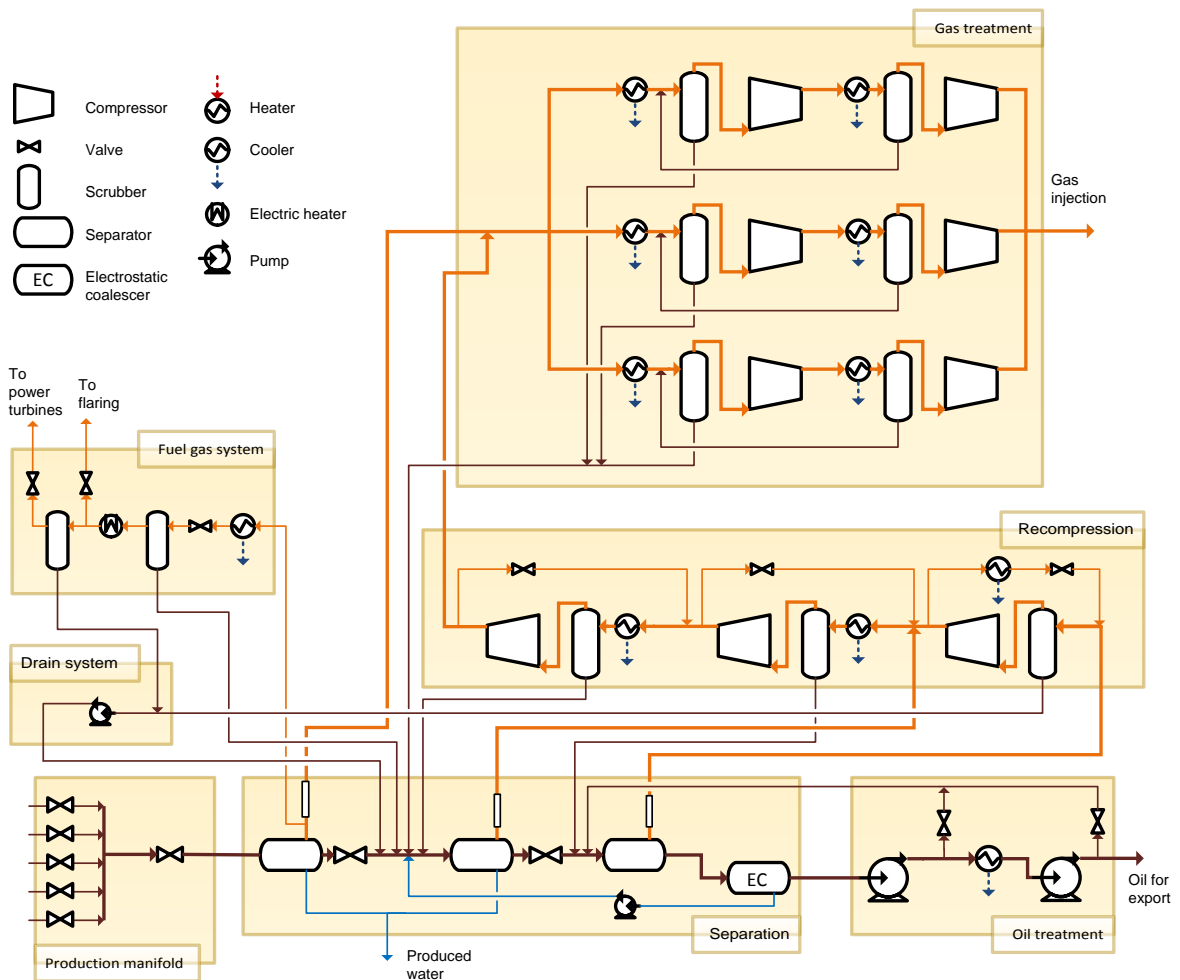 Gas treatment
Compressor
Heater
Valve
Cooler
Scrubber
Electric heater
Separator
Pump
EC
Electrostatic
coalescer
Gas
injection
To
power
turbines
To
flaring
Fuel gas system
Recompression
Drain system
EC
Oil for
export
Separation
Oil treatment
Production manifold
Produced
water